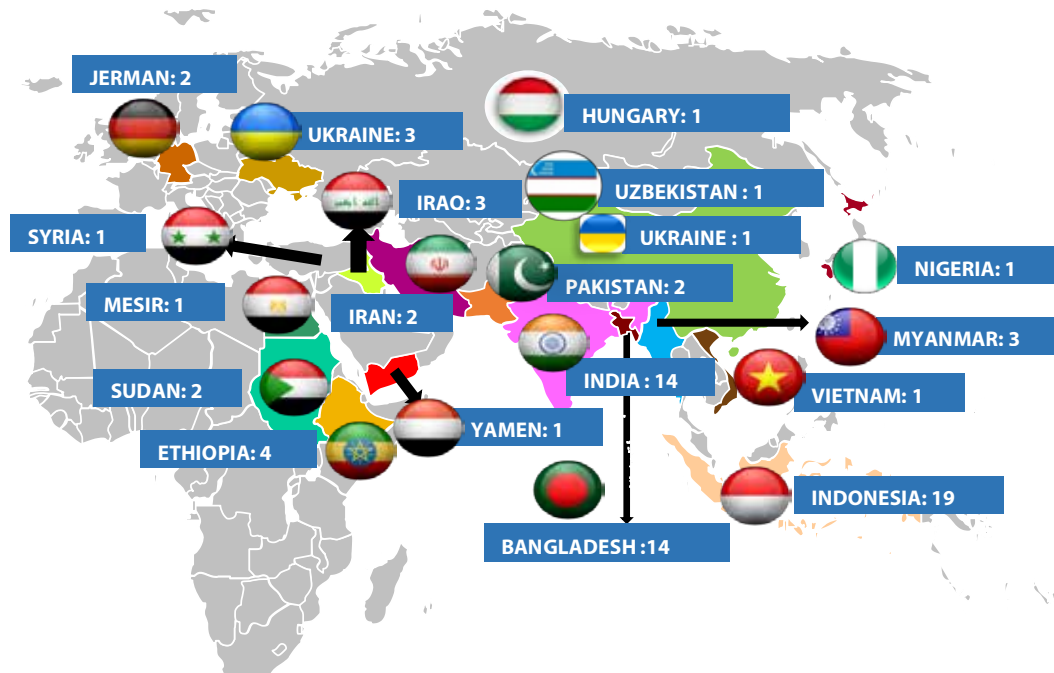 JERMAN: 2
HUNGARY: 1
UKRAINE: 3
UZBEKISTAN : 1
IRAO: 3
SYRIA: 1
UKRAINE : 1
NIGERIA: 1
PAKISTAN: 2
MESIR: 1
IRAN: 2
MYANMAR: 3
INDIA : 14
SUDAN: 2
VIETNAM: 1
YAMEN: 1
ETHIOPIA: 4
INDONESIA: 19
BANGLADESH :14